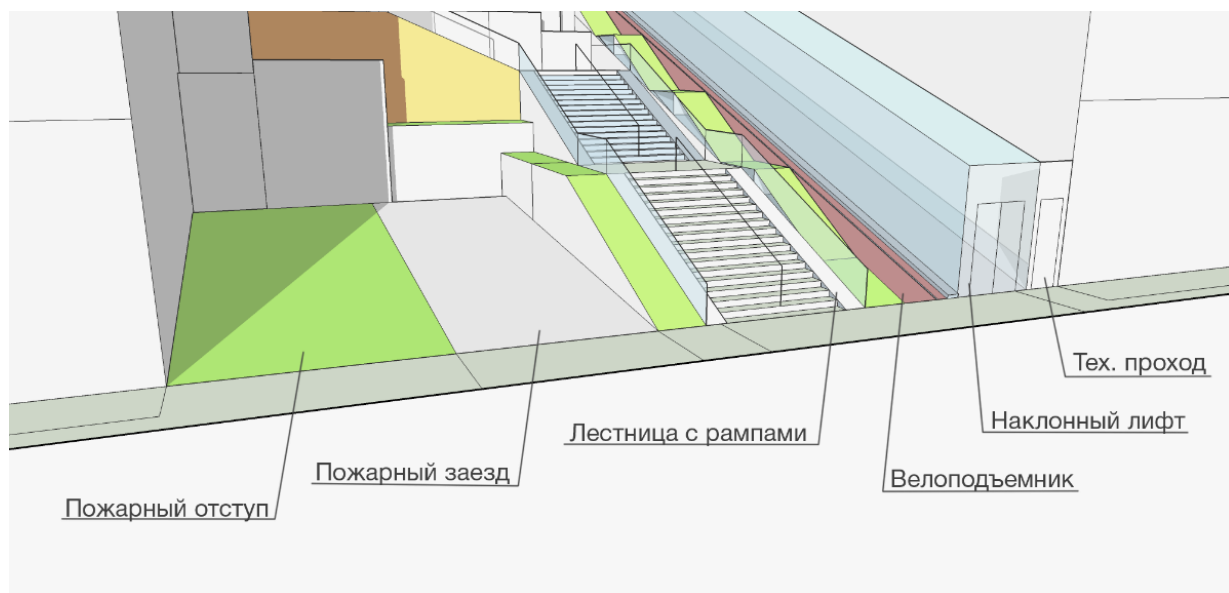 Тех. проход
Наклонный лифт
Лестница с рампами
Велоподъемник
Пожарный заезд
Пожарный отступ